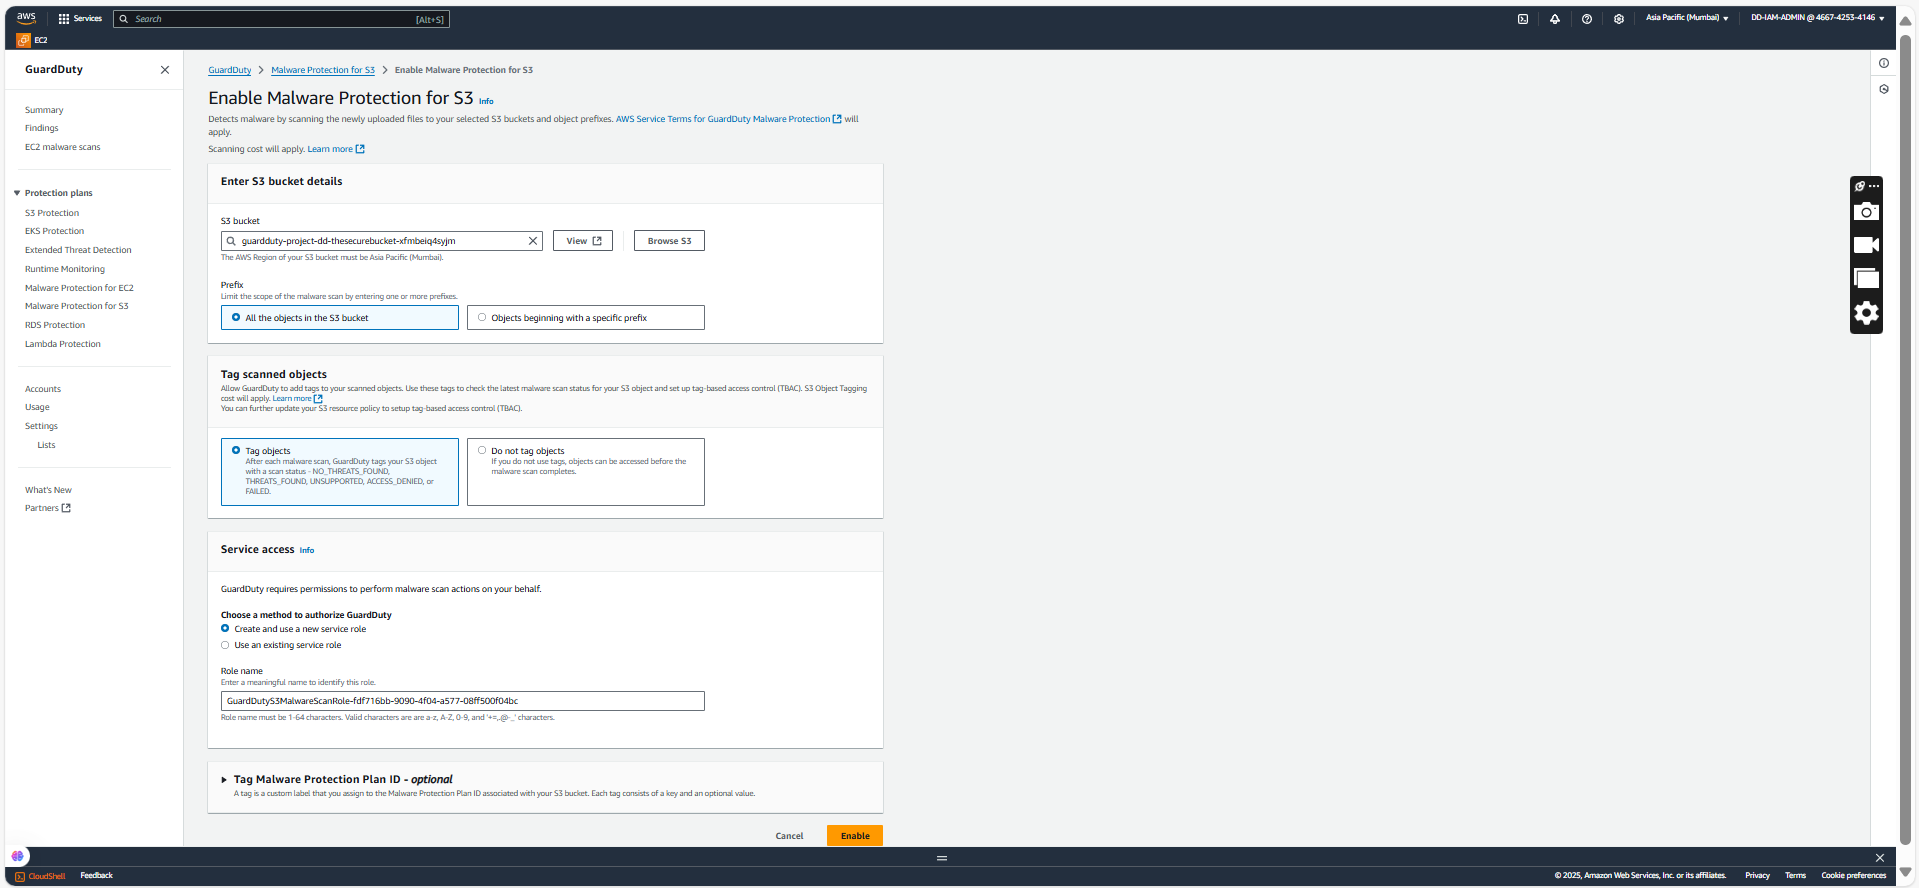 aws
Services
Search
[Alt+S]
Asia Pacific (Mumbai)
DD-IAM-ADMIN @ 4667-4253-4146
EC2
GuardDuty
Summary
Findings
EC2 malware scans
Protection plans
S3 Protection
EKS Protection
Extended Threat Detection
Runtime Monitoring
Malware Protection for EC2
Malware Protection for S3
RDS Protection
Lambda Protection
Accounts
Usage
Settings
Lists
What's New
Partners
GuardDuty > Malware Protection for S3 > Enable Malware Protection for S3
Enable Malware Protection for S3 Info
Detects malware by scanning the newly uploaded files to your selected S3 buckets and object prefixes. AWS Service Terms for GuardDuty Malware Protection will
apply.
Scanning cost will apply. Learn more
Enter S3 bucket details
S3 bucket
guardduty-project-dd-thesecurebucket-xfmbeiq4syjm
View
Browse S3
The AWS Region of your S3 bucket must be Asia Pacific (Mumbai).
Prefix
Limit the scope of the malware scan by entering one or more prefixes.
All the objects in the S3 bucket
Objects beginning with a specific prefix
Tag scanned objects
Allow GuardDuty to add tags to your scanned objects. Use these tags to check the latest malware scan status for your S3 object and set up tag-based access control (TBAC). S3 Object Tagging
cost will apply. Learn more
You can further update your S3 resource policy to setup tag-based access control (TBAC).
Tag objects
After each malware scan, GuardDuty tags your S3 object
with a scan status - NO_THREATS_FOUND,
THREATS_FOUND, UNSUPPORTED, ACCESS_DENIED, or
FAILED.
Do not tag objects
If you do not use tags, objects can be accessed before the
malware scan completes.
Service access Info
GuardDuty requires permissions to perform malware scan actions on your behalf.
Choose a method to authorize GuardDuty
Create and use a new service role
Use an existing service role
Role name
Enter a meaningful name to identify this role.
GuardDutyS3MalwareScanRole-fdf716bb-9090-4f04-a577-08ff500f04bc
Role name must be 1-64 characters. Valid characters are are a-z, A-Z, 0-9, and '+=,.@-_' characters.
Tag Malware Protection Plan ID - optional
A tag is a custom label that you assign to the Malware Protection Plan ID associated with your S3 bucket. Each tag consists of a key and an optional value.
Cancel
Enable
CloudShell
Feedback
© 2025, Amazon Web Services, Inc. or its affiliates.
Privacy
Terms
Cookie preferences